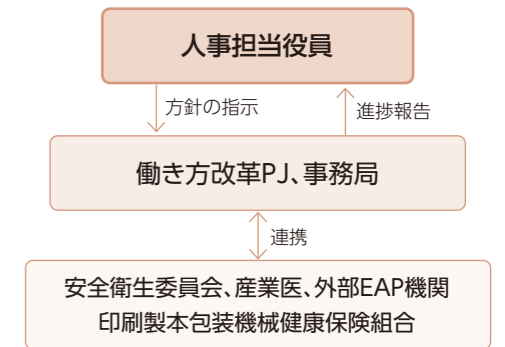 人事担当役員
方針の指示
進捗報告
働き方改革PJ、事務局
連携
安全衛生委員会、産業医、外部EAP機関
印刷製本包装機械健康保険組合